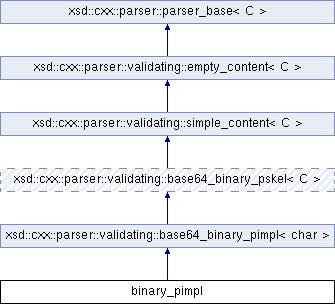 xsd::cxx::parser::parser_base< C >
xsd::cxx::parser::validating::empty_content< C >
xsd::cxx::parser::validating::simple_content< C >
xsd::cxx::parser::validating::base64_binary_pskel< C >
xsd::cxx::parser::validating::base64_binary_pimpl< char >
binary_pimpl